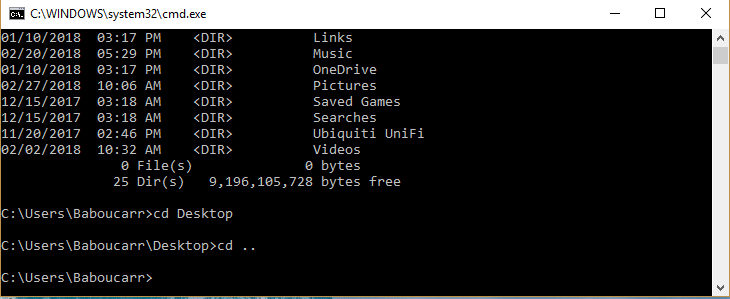 C:\WINDOWS\system32\cmd.exe
01/10/2018  03:17 PM    <DIR>          Links
02/20/2018  05:29 PM    <DIR>          Music
01/10/2018  03:17 PM    <DIR>          OneDrive
02/27/2018  10:06 AM    <DIR>          Pictures
12/15/2017  03:18 AM    <DIR>          Saved Games
12/15/2017  03:18 AM    <DIR>          Searches
11/20/2017  02:46 PM    <DIR>          Ubiquiti UniFi
02/02/2018  10:32 AM    <DIR>          Videos
               0 File(s)              0 bytes
              25 Dir(s)   9,196,105,728 bytes free
C:\Users\Baboucarr>cd Desktop
C:\Users\Baboucarr\Desktop>cd ..
C:\Users\Baboucarr>